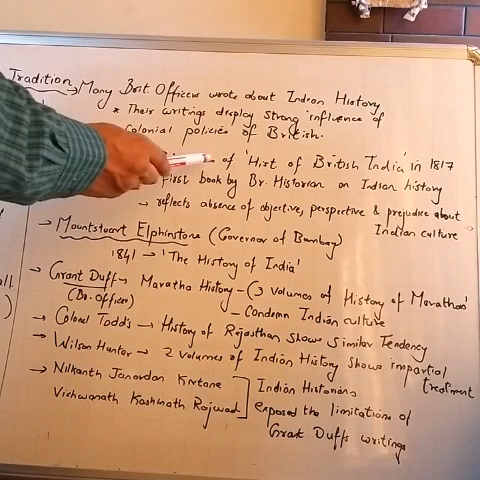 Tradition → Many Brit Officers wrote about Indian History
* Their writings display strong influence of
Colonial policies of British.
of 'Hist of British India' in 1817
First book by Br. Historian on Indian history
→ reflects absence of objective, perspective & prejudice about
Indian culture
→ Mountstuart Elphinstone (Governor of Bombay)
1841 → 'The History of India'
→ Grant Duff → Maratha History - (3 volumes of 'History of Marathas'
(Br. Officer)
- Condemn Indian culture
→ Colonel Todd's → History of Rajasthan shows similar Tendency
→ Wilson Hunter → 2 volumes of Indian History shows impartial
treatment
→ Nilkanth Janardan Kirtane
Vishwanath Kashinath Rajwade
] Indian Historians
exposed the limitations of
Grant Duffs writings
all
)